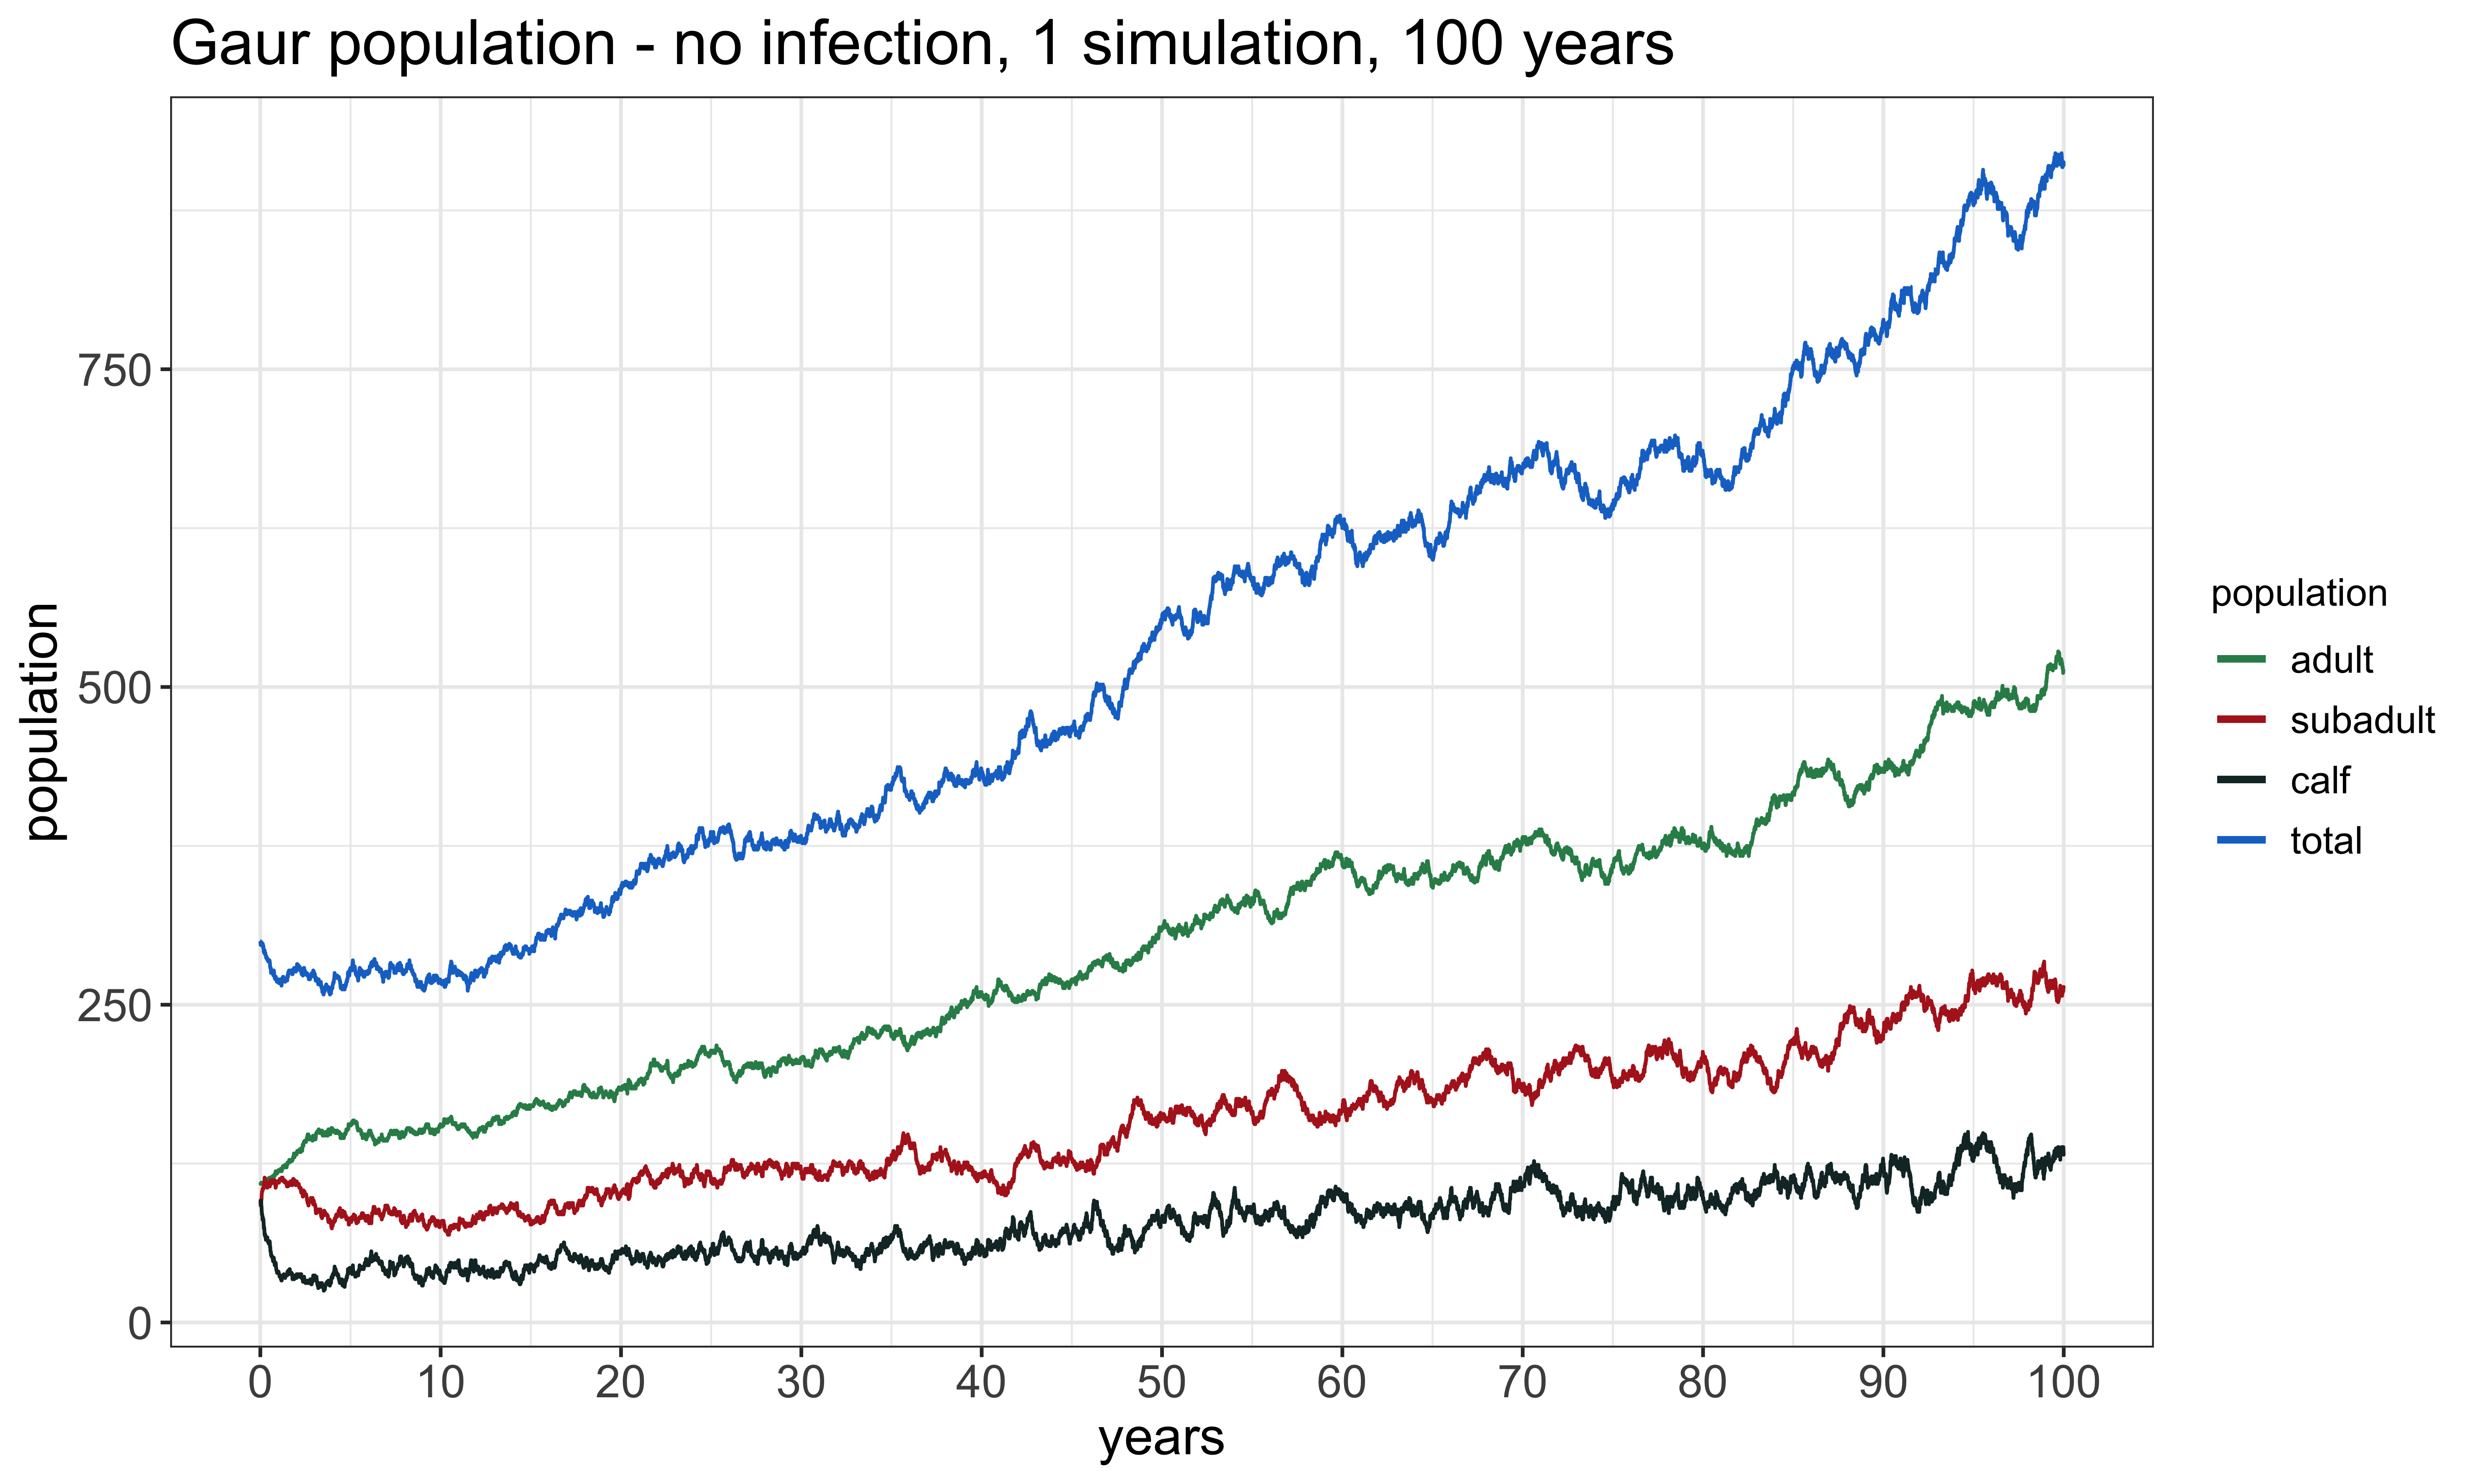 Gaur population - no infection, 1 simulation, 100 years
population
750
500
250
0
0 10 20 30 40 50 60 70 80 90 100
years
population
adult
subadult
calf
total